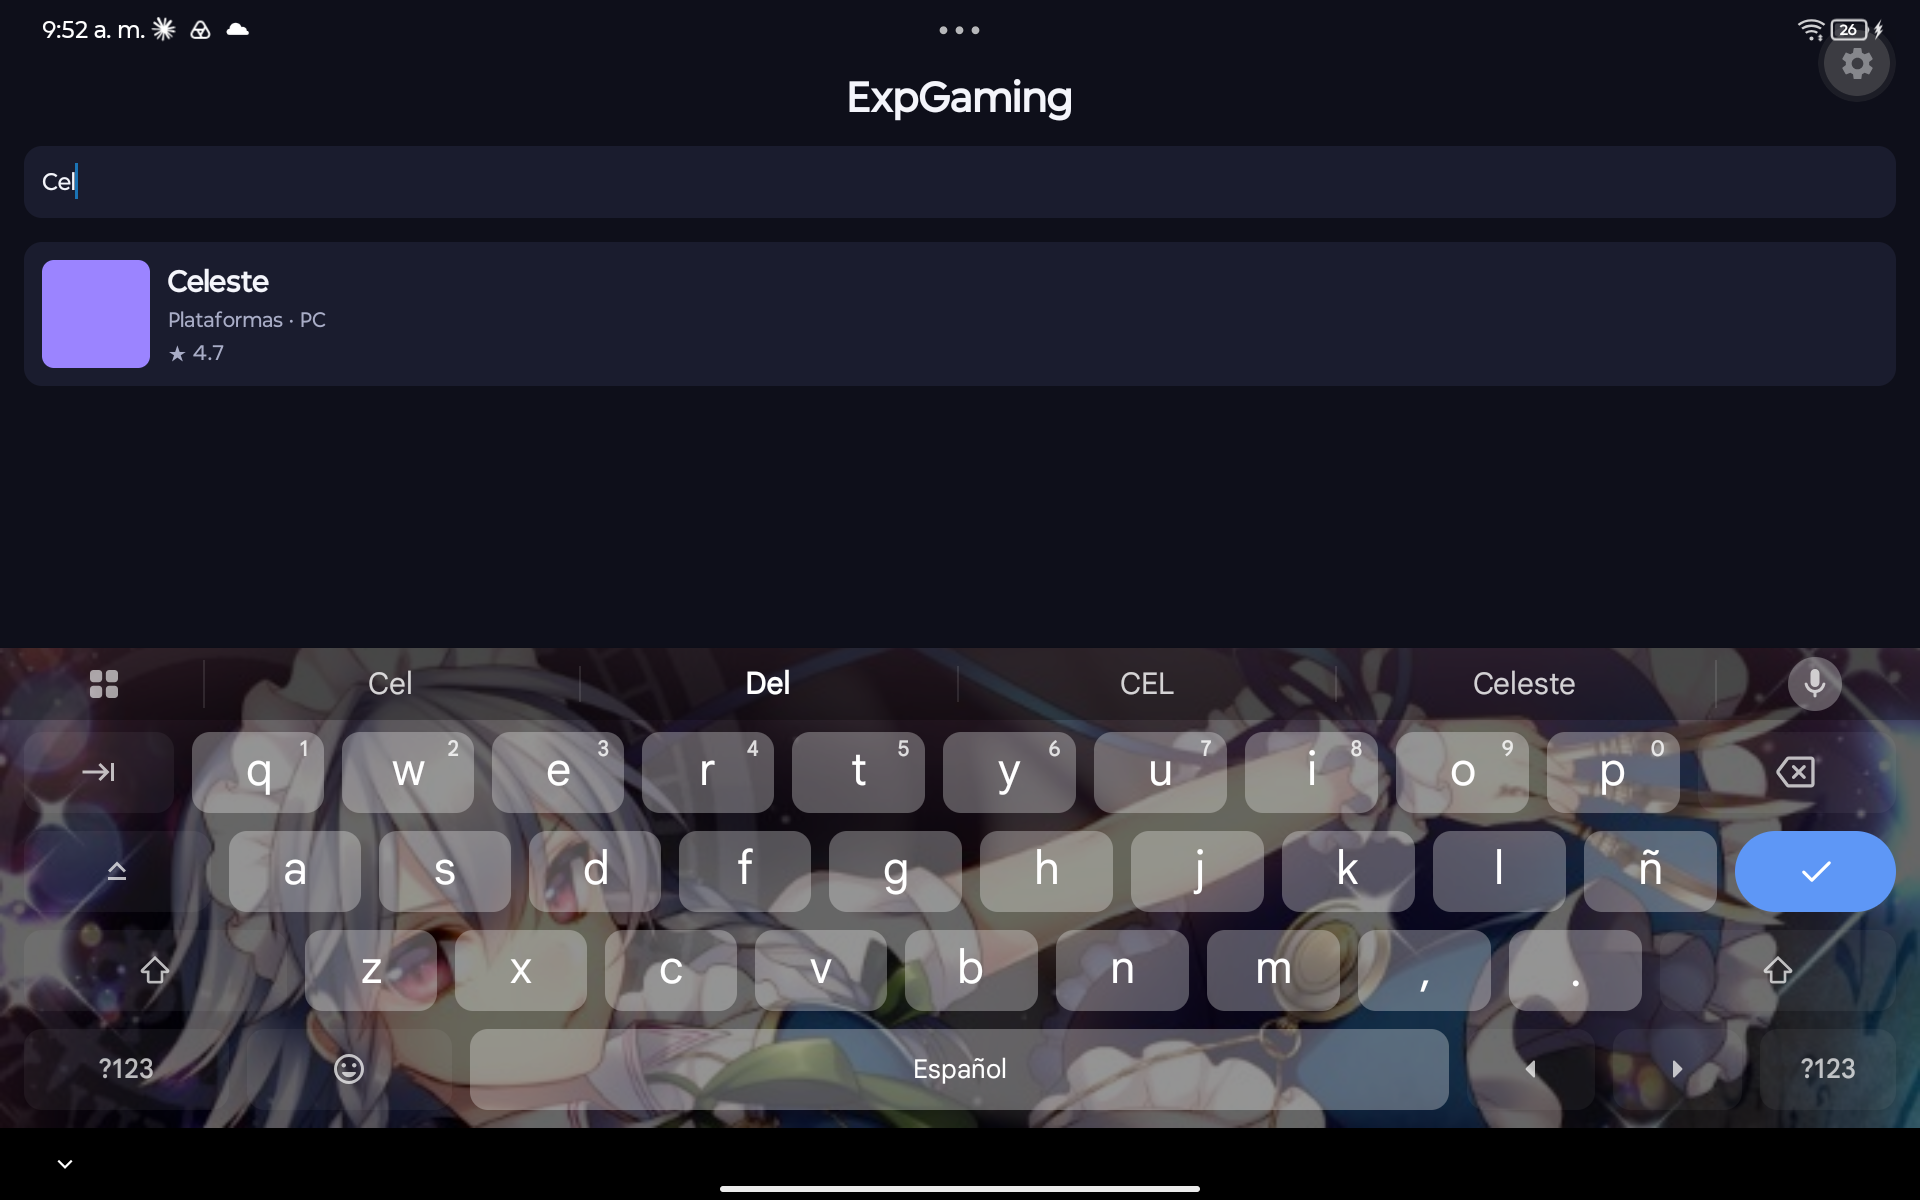 9:52 a. m.
26
ExpGaming
Cel
Celeste
Plataformas · PC
★ 4.7
Cel Del CEL Celeste
q 1 w 2 e 3 r 4 t 5 y 6 u 7 i 8 o 9 p 0
a s d f g h j k l ñ
z x c v b n m , .
?123 Español ?123